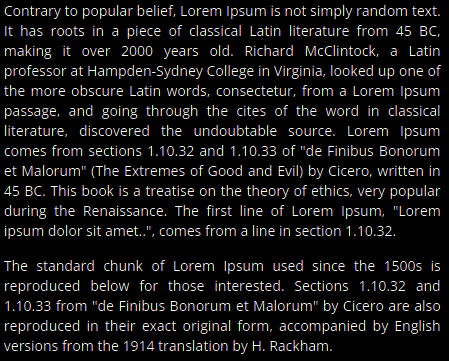 Contrary to popular belief, Lorem Ipsum is not simply random text.
It has roots in a piece of classical Latin literature from 45 BC,
making it over 2000 years old. Richard McClintock, a Latin
professor at Hampden-Sydney College in Virginia, looked up one of
the more obscure Latin words, consectetur, from a Lorem Ipsum
passage, and going through the cites of the word in classical
literature, discovered the undoubtable source. Lorem Ipsum
comes from sections 1.10.32 and 1.10.33 of "de Finibus Bonorum
et Malorum" (The Extremes of Good and Evil) by Cicero, written in
45 BC. This book is a treatise on the theory of ethics, very popular
during the Renaissance. The first line of Lorem Ipsum, "Lorem
ipsum dolor sit amet..", comes from a line in section 1.10.32.
The standard chunk of Lorem Ipsum used since the 1500s is
reproduced below for those interested. Sections 1.10.32 and
1.10.33 from "de Finibus Bonorum et Malorum" by Cicero are also
reproduced in their exact original form, accompanied by English
versions from the 1914 translation by H. Rackham.